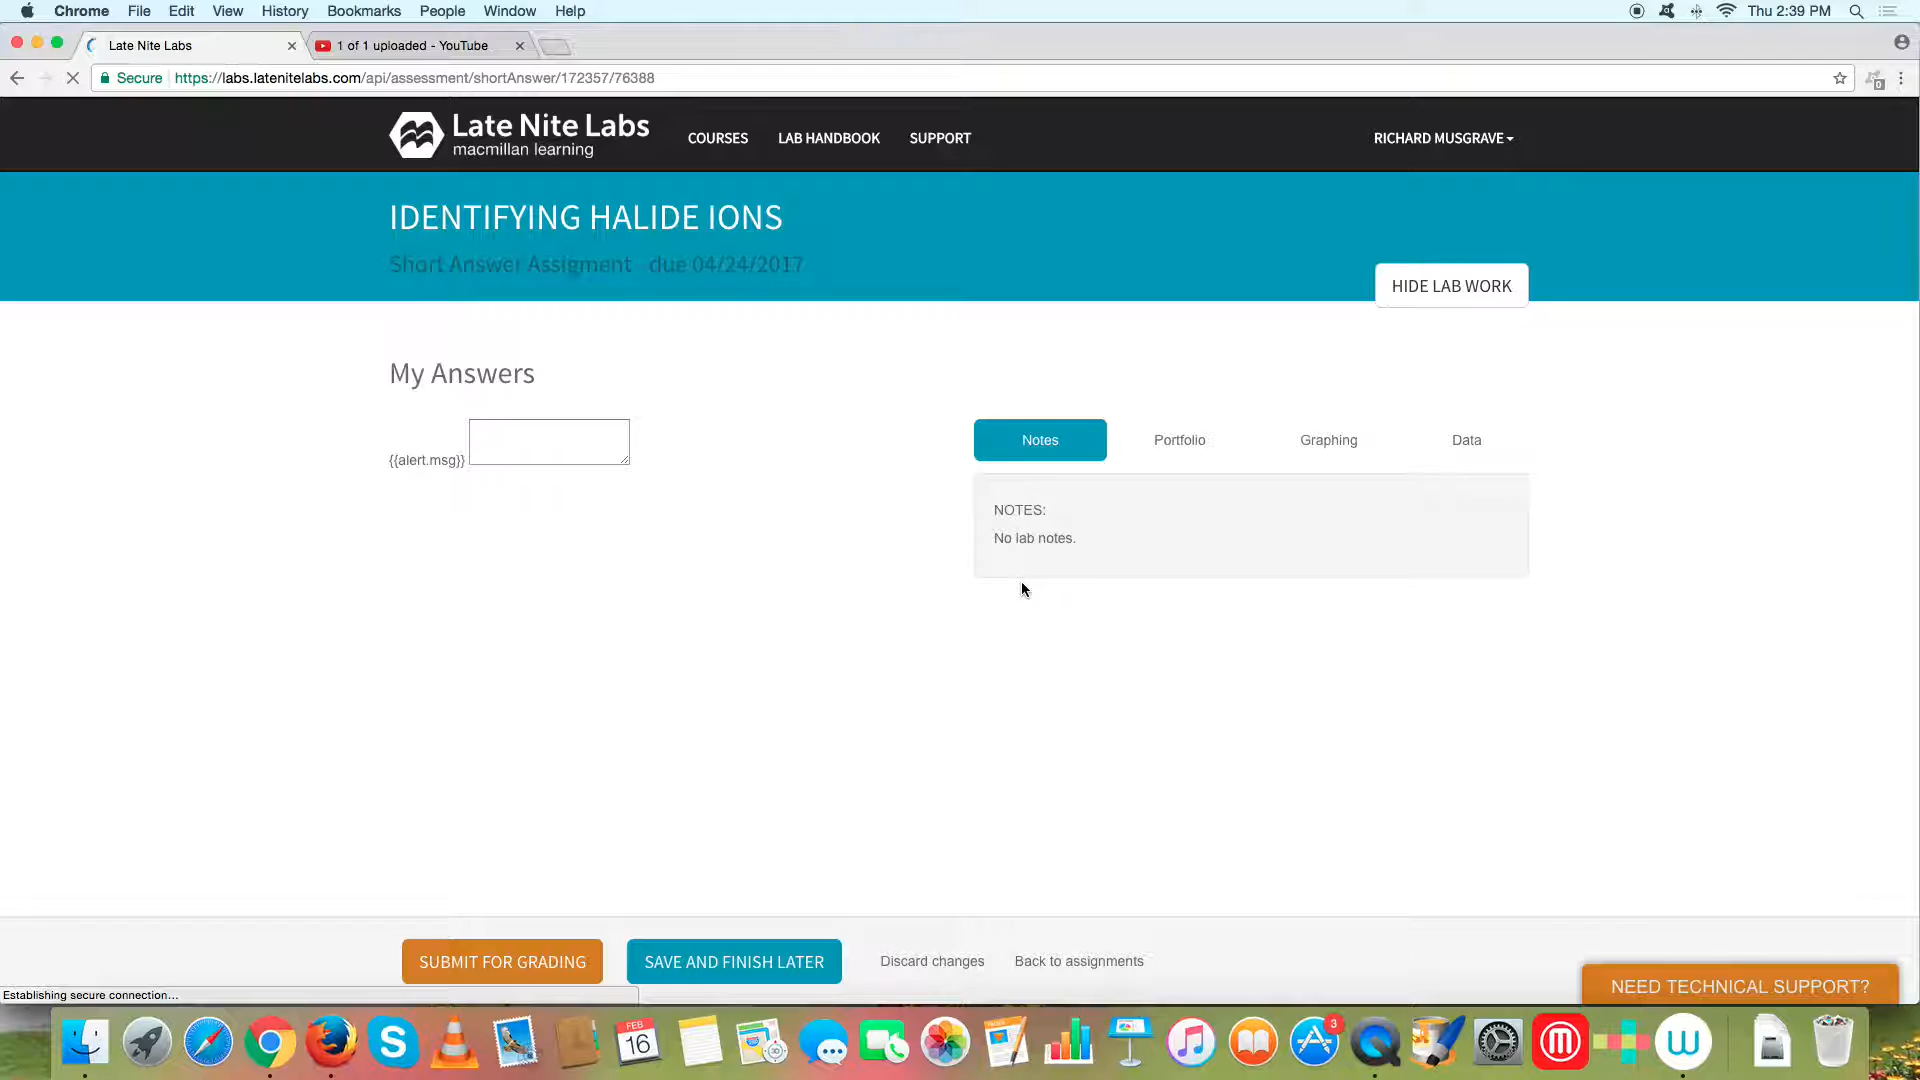 Chrome File Edit View History Bookmarks People Window Help
Thu 2:39 PM
Late Nite Labs
1 of 1 uploaded - YouTube
Secure https://labs.latenitelabs.com/api/assessment/shortAnswer/172357/76388
0
Late Nite Labs
macmillan learning
COURSES LAB HANDBOOK SUPPORT
RICHARD MUSGRAVE
IDENTIFYING HALIDE IONS
Short Answer Assigment due 04/24/2017
HIDE LAB WORK
My Answers
{{alert.msg}}
Notes Portfolio Graphing Data
NOTES:
No lab notes.
SUBMIT FOR GRADING SAVE AND FINISH LATER Discard changes Back to assignments
NEED TECHNICAL SUPPORT?
Establishing secure connection...
FEB
16
3